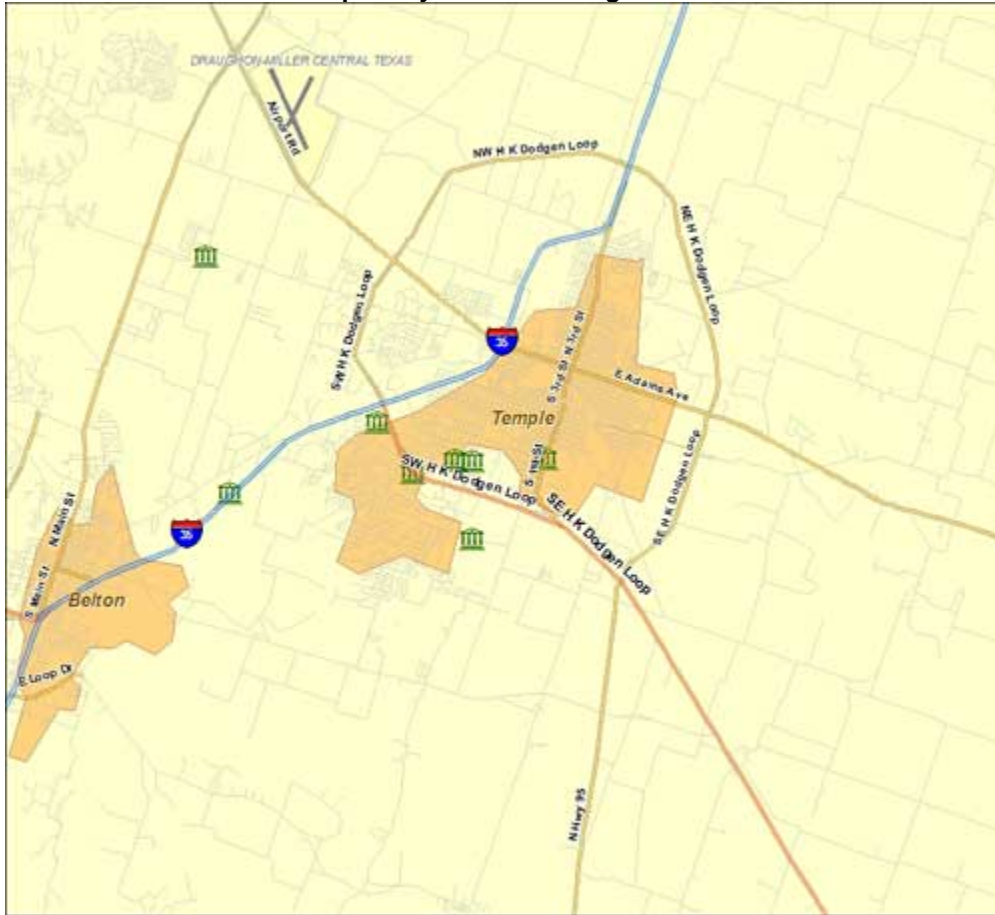 DRAUGHON-MILLER CENTRAL TEXAS
Airport Rd
NW H K Dodgen Loop
NE H K Dodgen Loop
SW H K Dodgen Loop
35
S 3rd St N 3rd St
E Adams Ave
Temple
S 1st St
SW H K Dodgen Loop
SE H K Dodgen Loop
SE H K Dodgen Loop
N Main St
35
S Main St
Belton
E Loop Dr
N Hwy 95